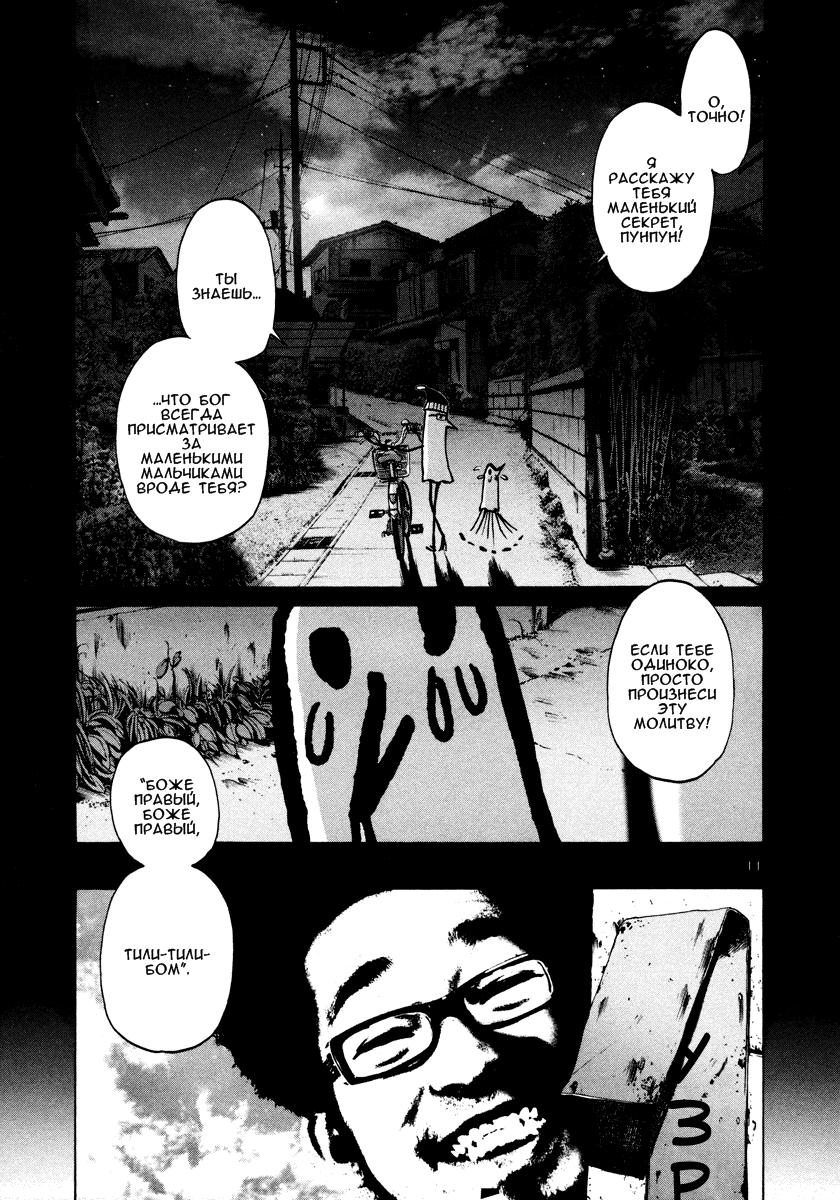 О,
ТОЧНО!
Я
РАССКАЖУ
ТЕБЯ
МАЛЕНЬКИЙ
СЕКРЕТ,
ПУНПУН!
ТЫ
ЗНАЕШЬ...
...ЧТО БОГ
ВСЕГДА
ПРИСМАТРИВАЕТ
ЗА
МАЛЕНЬКИМИ
МАЛЬЧИКАМИ
ВРОДЕ ТЕБЯ?
ЕСЛИ ТЕБЕ
ОДИНОКО,
ПРОСТО
ПРОИЗНЕСИ
ЭТУ
МОЛИТВУ!
"БОЖЕ
ПРАВЫЙ,
БОЖЕ
ПРАВЫЙ,
11
ТИЛИ-ТИЛИ-
БОМ".
А
З
Р